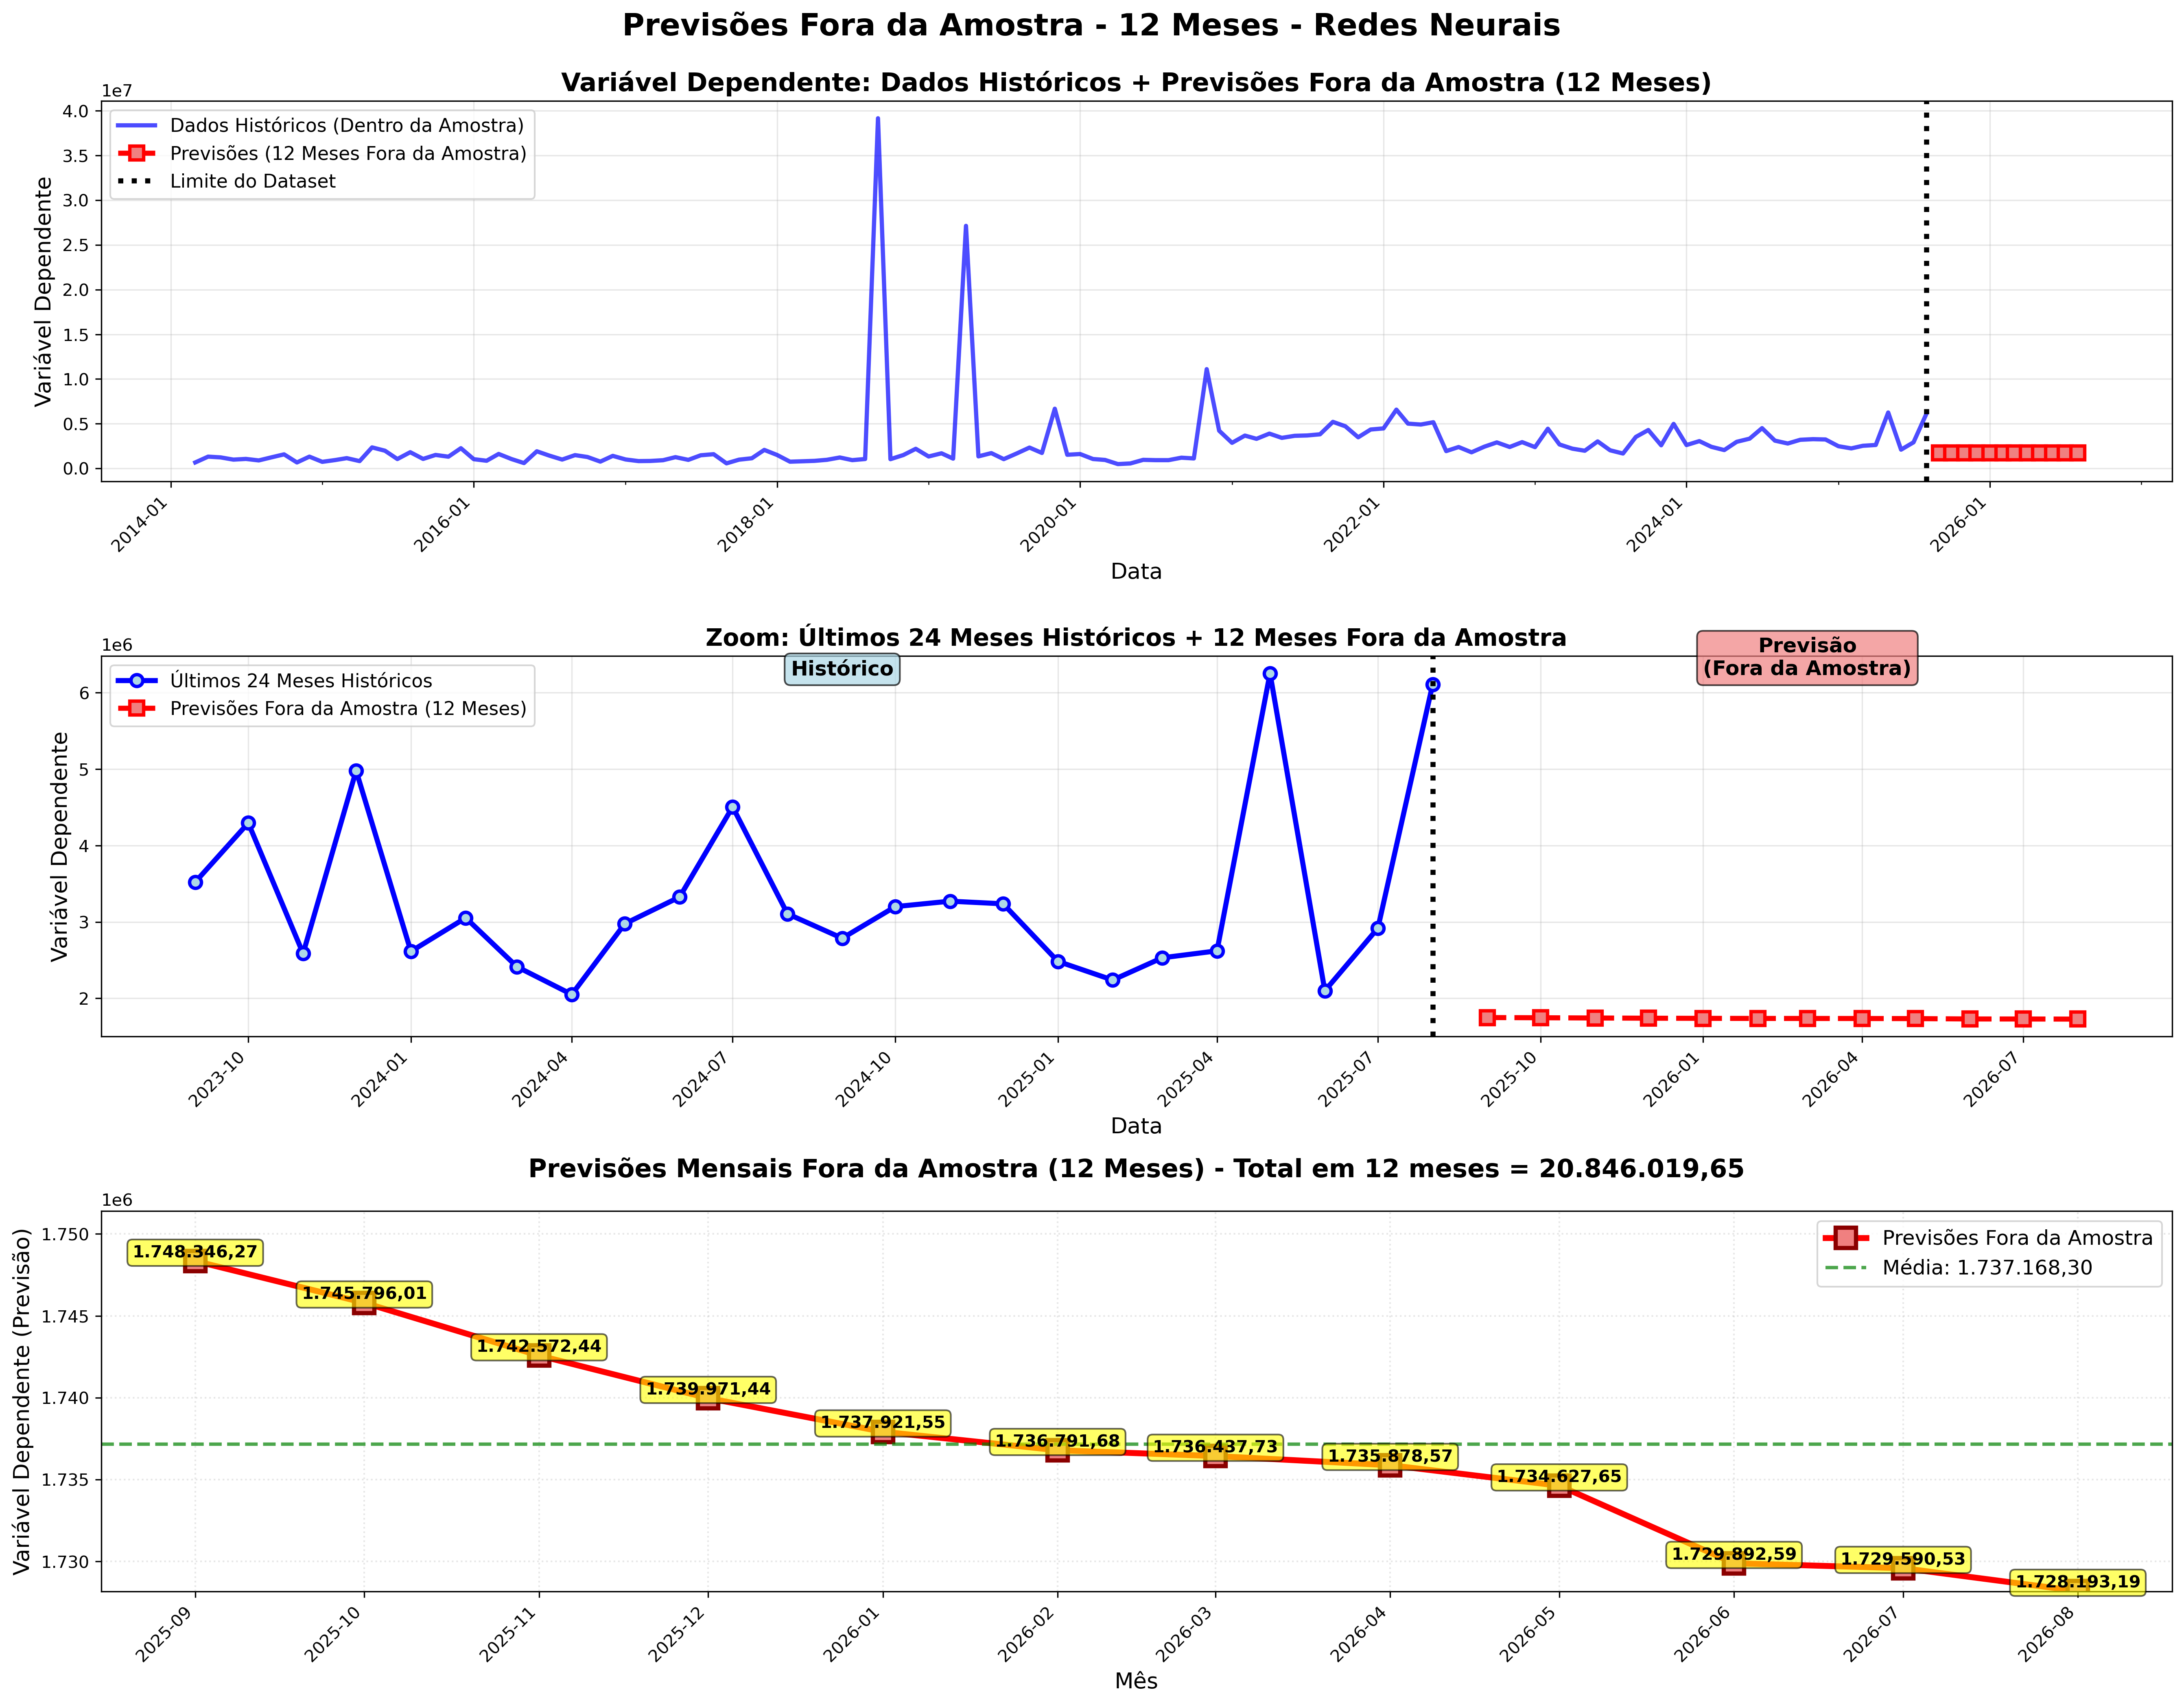 Previsões Fora da Amostra - 12 Meses - Redes Neurais
Variável Dependente: Dados Históricos + Previsões Fora da Amostra (12 Meses)
1e7
Dados Históricos (Dentro da Amostra)
Previsões (12 Meses Fora da Amostra)
Limite do Dataset
Variável Dependente
4.0
3.5
3.0
2.5
2.0
1.5
1.0
0.5
0.0
2014-01
2016-01
2018-01
2020-01
2022-01
2024-01
2026-01
Data
Zoom: Últimos 24 Meses Históricos + 12 Meses Fora da Amostra
1e6
Últimos 24 Meses Históricos
Previsões Fora da Amostra (12 Meses)
Histórico
Previsão
(Fora da Amostra)
Variável Dependente
6
5
4
3
2
2023-10
2024-01
2024-04
2024-07
2024-10
2025-01
2025-04
2025-07
2025-10
2026-01
2026-04
2026-07
Data
Previsões Mensais Fora da Amostra (12 Meses) - Total em 12 meses = 20.846.019,65
1e6
Previsões Fora da Amostra
Média: 1.737.168,30
Variável Dependente (Previsão)
1.750
1.745
1.740
1.735
1.730
1.748.346,27
1.745.796,01
1.742.572,44
1.739.971,44
1.737.921,55
1.736.791,68
1.736.437,73
1.735.878,57
1.734.627,65
1.729.892,59
1.729.590,53
1.728.193,19
2025-09
2025-10
2025-11
2025-12
2026-01
2026-02
2026-03
2026-04
2026-05
2026-06
2026-07
2026-08
Mês